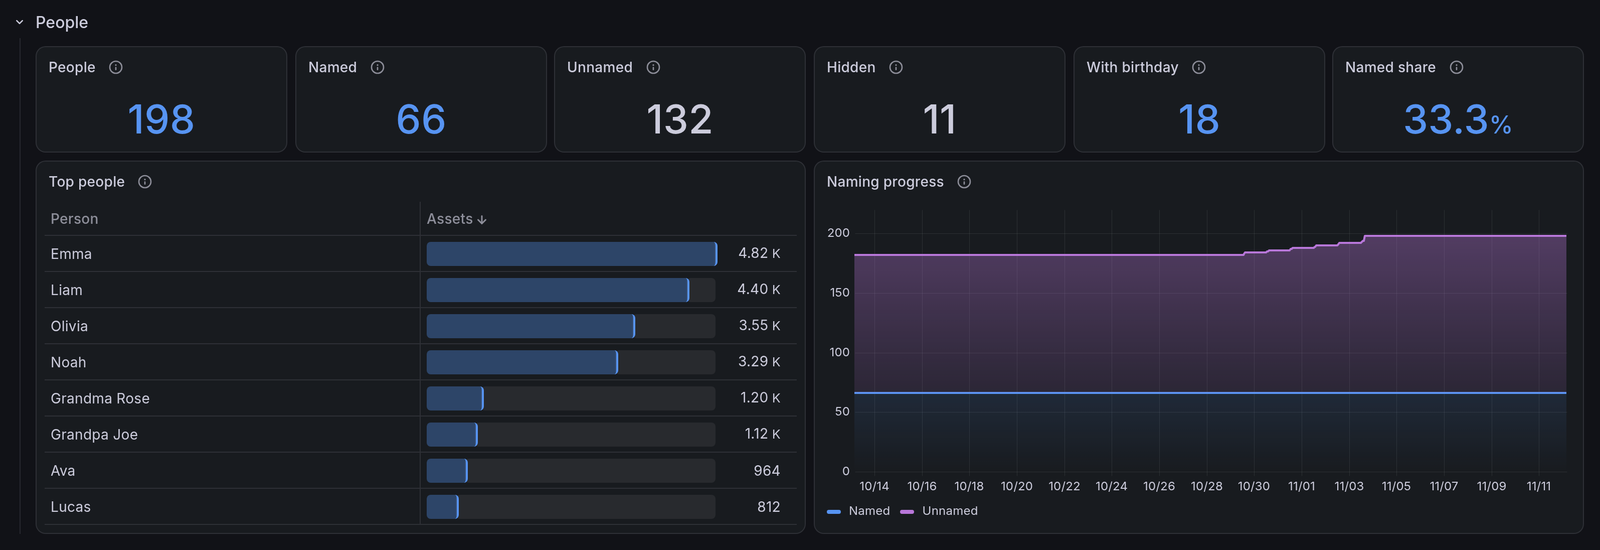 People
People
Named
Unnamed
Hidden
With birthday
Named share
198
66
132
11
18
33.3%
Top people
Person
Assets ↓
Emma
4.82 K
Liam
4.40 K
Olivia
3.55 K
Noah
3.29 K
Grandma Rose
1.20 K
Grandpa Joe
1.12 K
Ava
964
Lucas
812
Naming progress
200
150
100
50
0
10/14 10/16 10/18 10/20 10/22 10/24 10/26 10/28 10/30 11/01 11/03 11/05 11/07 11/09 11/11
Named Unnamed